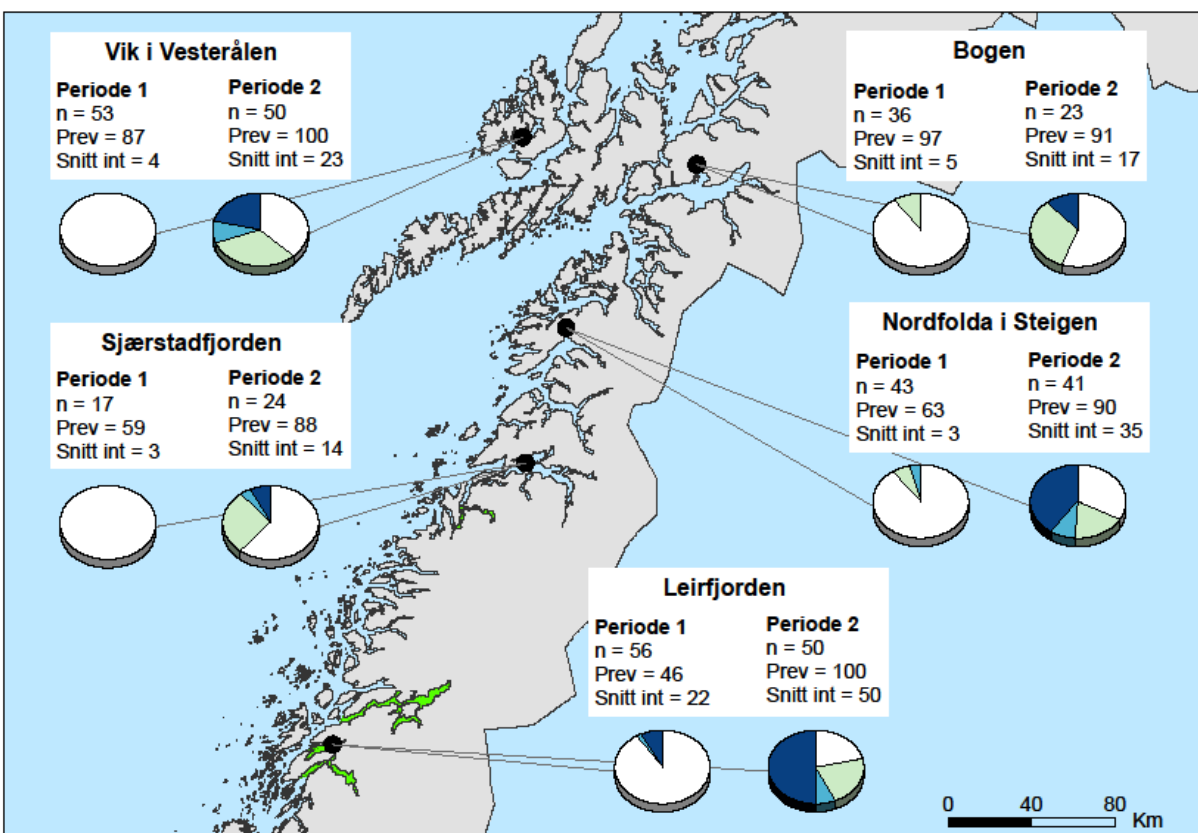 Vik i Vesterålen
Periode 1
n = 53
Prev = 87
Snitt int = 4
Periode 2
n = 50
Prev = 100
Snitt int = 23
Bogen
Periode 1
n = 36
Prev = 97
Snitt int = 5
Periode 2
n = 23
Prev = 91
Snitt int = 17
Sjærstadfjorden
Periode 1
n = 17
Prev = 59
Snitt int = 3
Periode 2
n = 24
Prev = 88
Snitt int = 14
Nordfolda i Steigen
Periode 1
n = 43
Prev = 63
Snitt int = 3
Periode 2
n = 41
Prev = 90
Snitt int = 35
Leirfjorden
Periode 1
n = 56
Prev = 46
Snitt int = 22
Periode 2
n = 50
Prev = 100
Snitt int = 50
0 40 80
Km